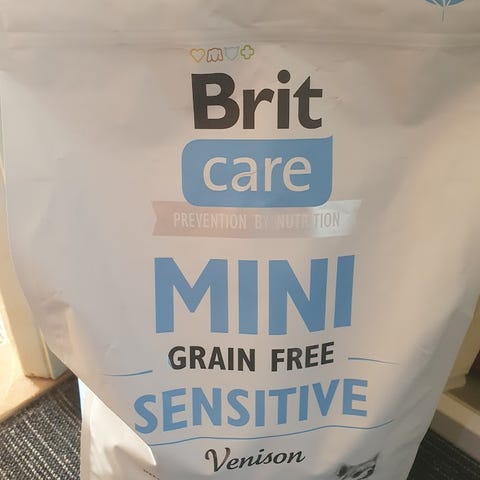 Brit
care
PREVENTION BY NUTRITION
MINI
GRAIN FREE
SENSITIVE
Venison